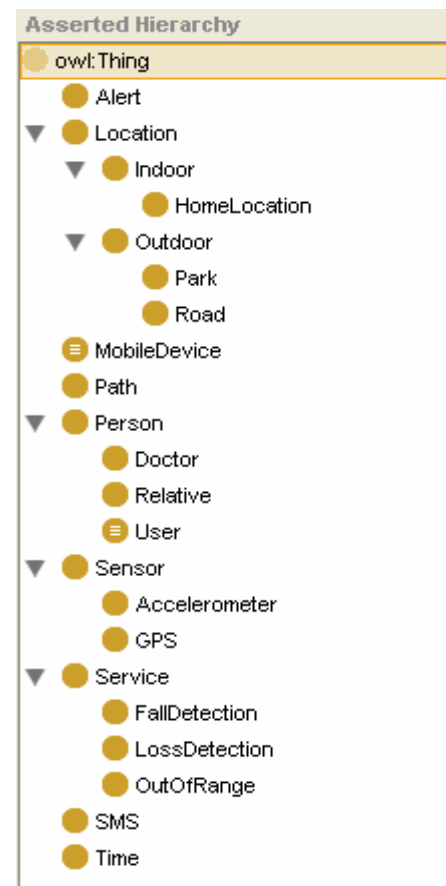 Asserted Hierarchy
owl:Thing
Alert
Location
Indoor
HomeLocation
Outdoor
Park
Road
MobileDevice
Path
Person
Doctor
Relative
User
Sensor
Accelerometer
GPS
Service
FallDetection
LossDetection
OutOfRange
SMS
Time